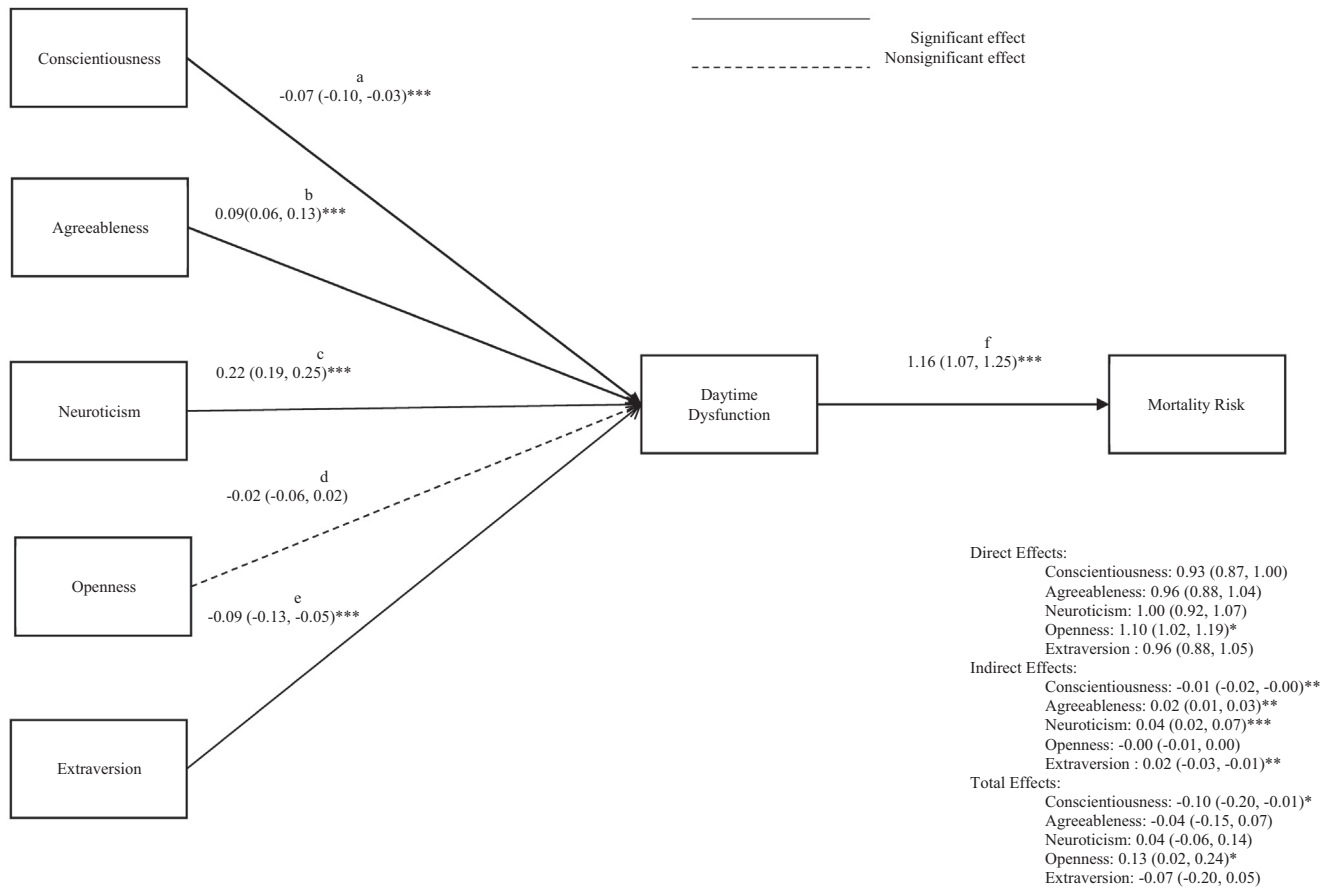 Conscientiousness
a
-0.07 (-0.10, -0.03)***
Significant effect
Nonsignificant effect
Agreeableness
b
0.09(0.06, 0.13)***
Neuroticism
c
0.22 (0.19, 0.25)***
Daytime
Dysfunction
f
1.16 (1.07, 1.25)***
Mortality Risk
Openness
d
-0.02 (-0.06, 0.02)
e
-0.09 (-0.13, -0.05)***
Extraversion
Direct Effects:
Conscientiousness: 0.93 (0.87, 1.00)
Agreeableness: 0.96 (0.88, 1.04)
Neuroticism: 1.00 (0.92, 1.07)
Openness: 1.10 (1.02, 1.19)*
Extraversion : 0.96 (0.88, 1.05)
Indirect Effects:
Conscientiousness: -0.01 (-0.02, -0.00)**
Agreeableness: 0.02 (0.01, 0.03)**
Neuroticism: 0.04 (0.02, 0.07)***
Openness: -0.00 (-0.01, 0.00)
Extraversion : 0.02 (-0.03, -0.01)**
Total Effects:
Conscientiousness: -0.10 (-0.20, -0.01)*
Agreeableness: -0.04 (-0.15, 0.07)
Neuroticism: 0.04 (-0.06, 0.14)
Openness: 0.13 (0.02, 0.24)*
Extraversion: -0.07 (-0.20, 0.05)